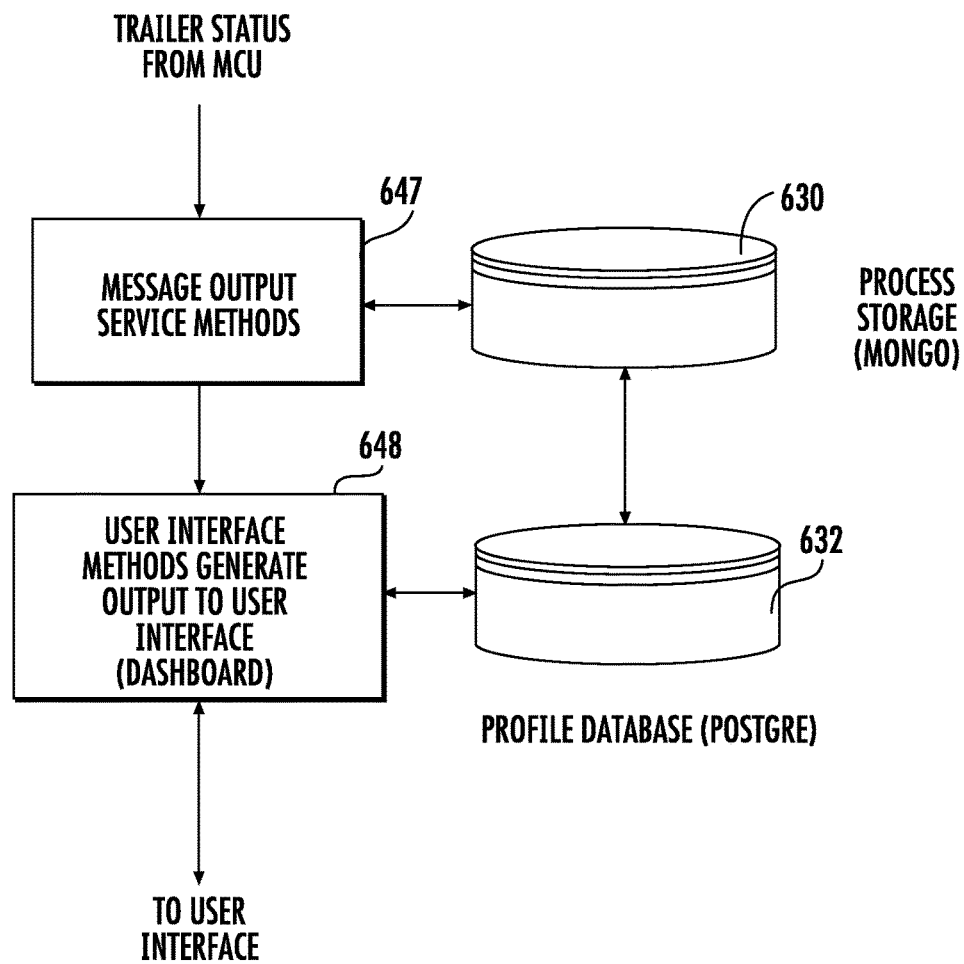 TRAILER STATUS
FROM MCU
647
630
MESSAGE OUTPUT
SERVICE METHODS
PROCESS
STORAGE
(MONGO)
648
USER INTERFACE
METHODS GENERATE
OUTPUT TO USER
INTERFACE
(DASHBOARD)
632
PROFILE DATABASE (POSTGRE)
TO USER
INTERFACE